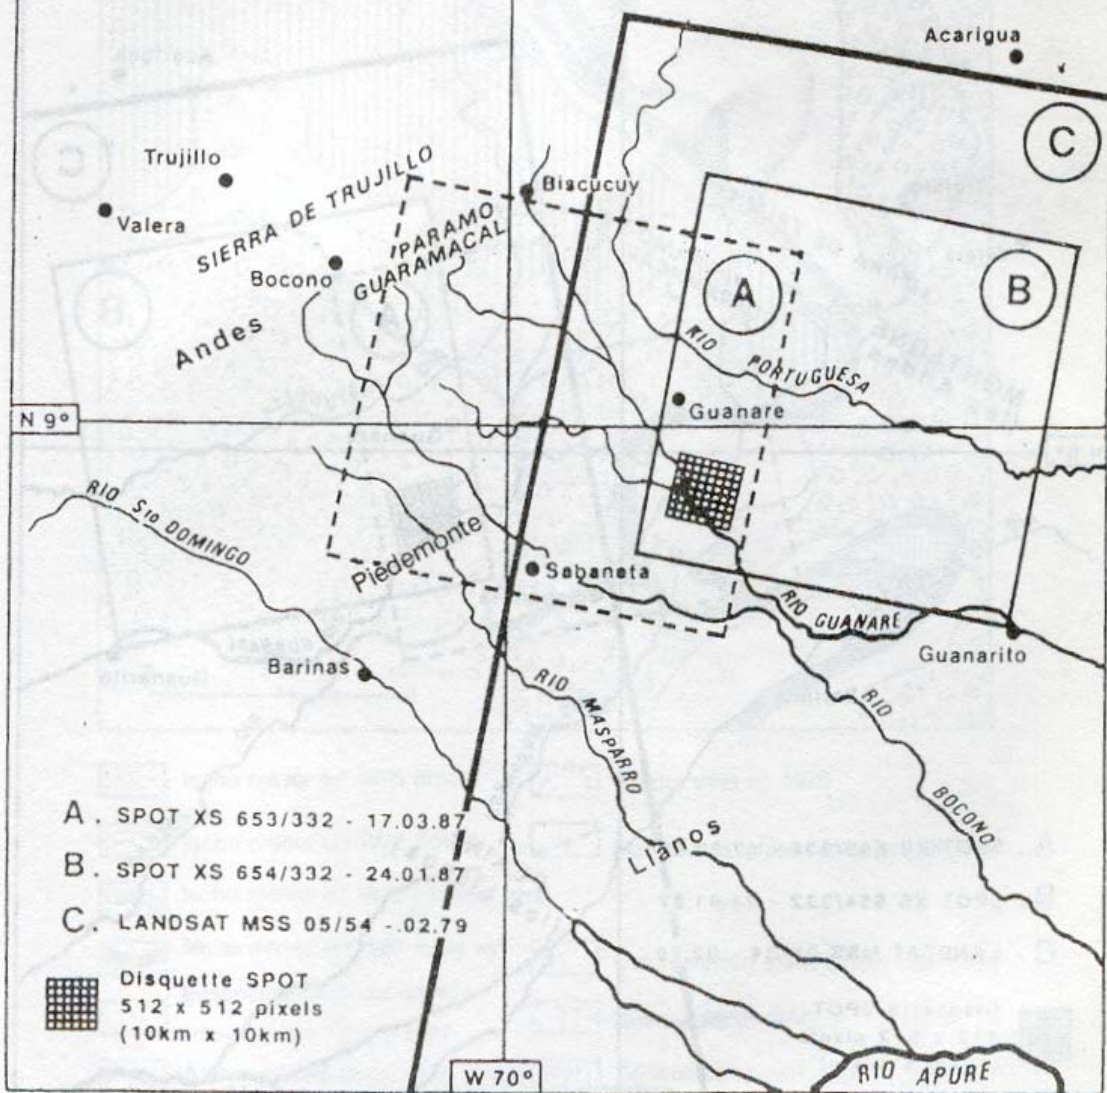 Acarigua
C
Trujillo
Valera
SIERRA DE TRUJILLO
Biscucuy
PARAMO
GUARAMACAL
Bocono
A
B
Andes
RIO PORTUGUESA
Guanare
N 9°
RIO Sto DOMINGO
Piedemonte
Sabaneta
RIO GUANARE
Guanarito
Barinas
RIO MASPARRO
RIO BOCONO
Llanos
A. SPOT XS 653/332 - 17.03.87
B. SPOT XS 654/332 - 24.01.87
C. LANDSAT MSS 05/54 - .02.79
Disquette SPOT
512 x 512 pixels
(10km x 10km)
W 70°
RIO APURE